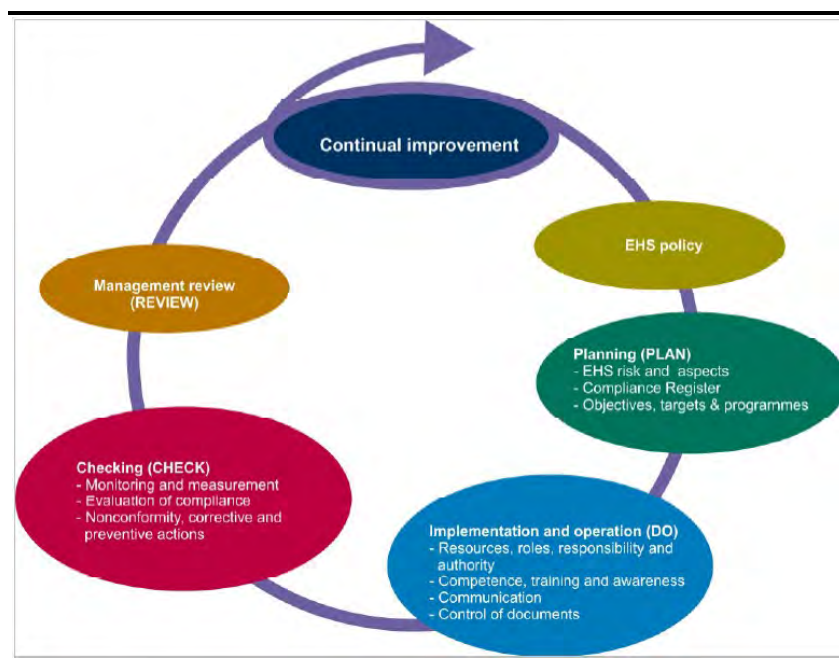 Continual improvement
EHS policy
Planning (PLAN)
- EHS risk and aspects
- Compliance Register
- Objectives, targets & programmes
Implementation and operation (DO)
- Resources, roles, responsibility and
authority
- Competence, training and awareness
- Communication
- Control of documents
Checking (CHECK)
- Monitoring and measurement
- Evaluation of compliance
- Nonconformity, corrective and
preventive actions
Management review
(REVIEW)